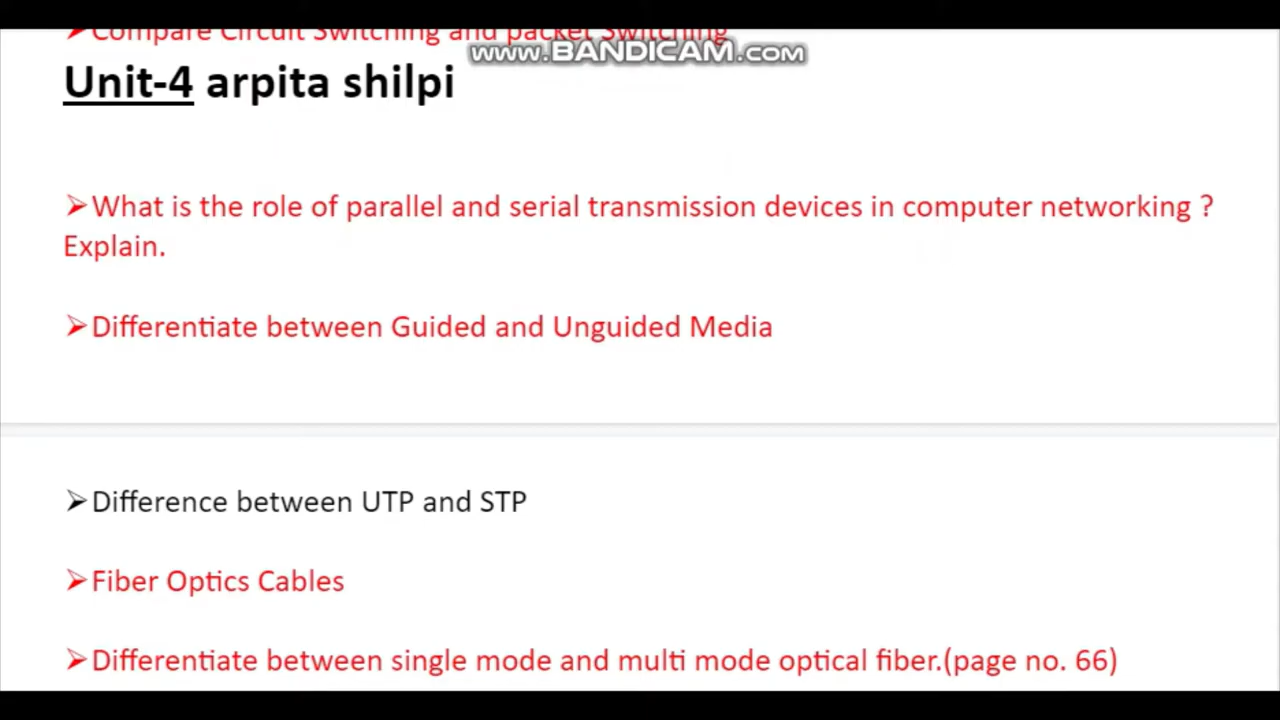 ➢Compare Circuit Switching and packet Switching
www.BANDICAM.com
Unit-4 arpita shilpi
➢What is the role of parallel and serial transmission devices in computer networking ?
Explain.
➢Differentiate between Guided and Unguided Media
➢Difference between UTP and STP
➢Fiber Optics Cables
➢Differentiate between single mode and multi mode optical fiber.(page no. 66)